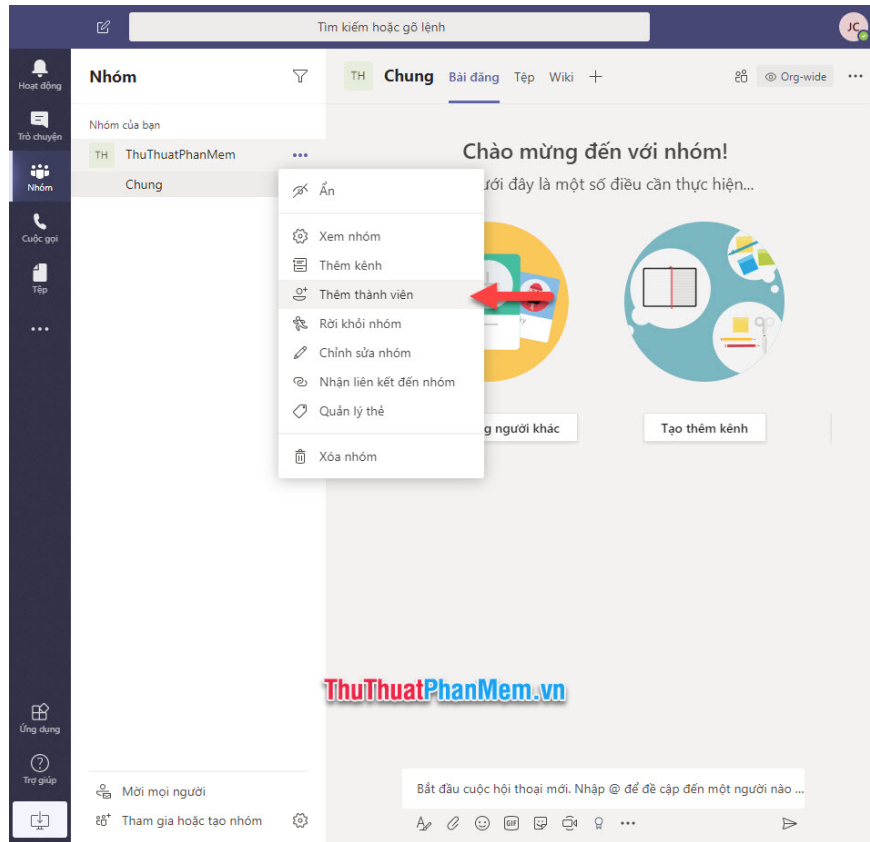 Tìm kiếm hoặc gõ lệnh
JC
Hoạt động
Trò chuyện
Nhóm
Cuộc gọi
Tệp
Ứng dụng
Trợ giúp
Nhóm
Nhóm của bạn
TH ThuThuatPhanMem
Chung
Ẩn
Xem nhóm
Thêm kênh
Thêm thành viên
Rời khỏi nhóm
Chỉnh sửa nhóm
Nhận liên kết đến nhóm
Quản lý thẻ
Xóa nhóm
Mời mọi người
Tham gia hoặc tạo nhóm
TH Chung Bài đăng Tệp Wiki Org-wide
Chào mừng đến với nhóm!
ưới đây là một số điều cần thực hiện...
g người khác
Tạo thêm kênh
ThuThuatPhanMem.vn
Bắt đầu cuộc hội thoại mới. Nhập @ để đề cập đến một người nào ...
GIF